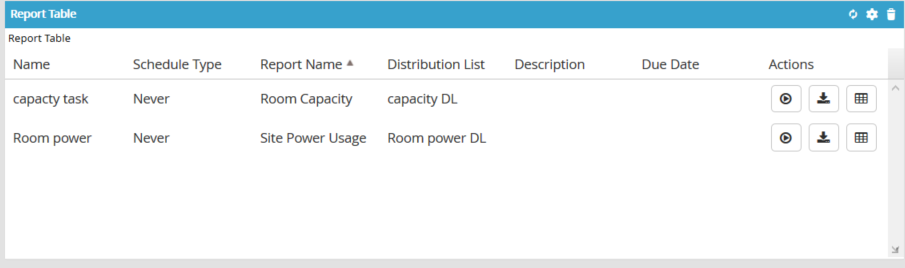 Report Table
Report Table
Name Schedule Type Report Name Distribution List Description Due Date Actions
capacty task Never Room Capacity capacity DL
Room power Never Site Power Usage Room power DL